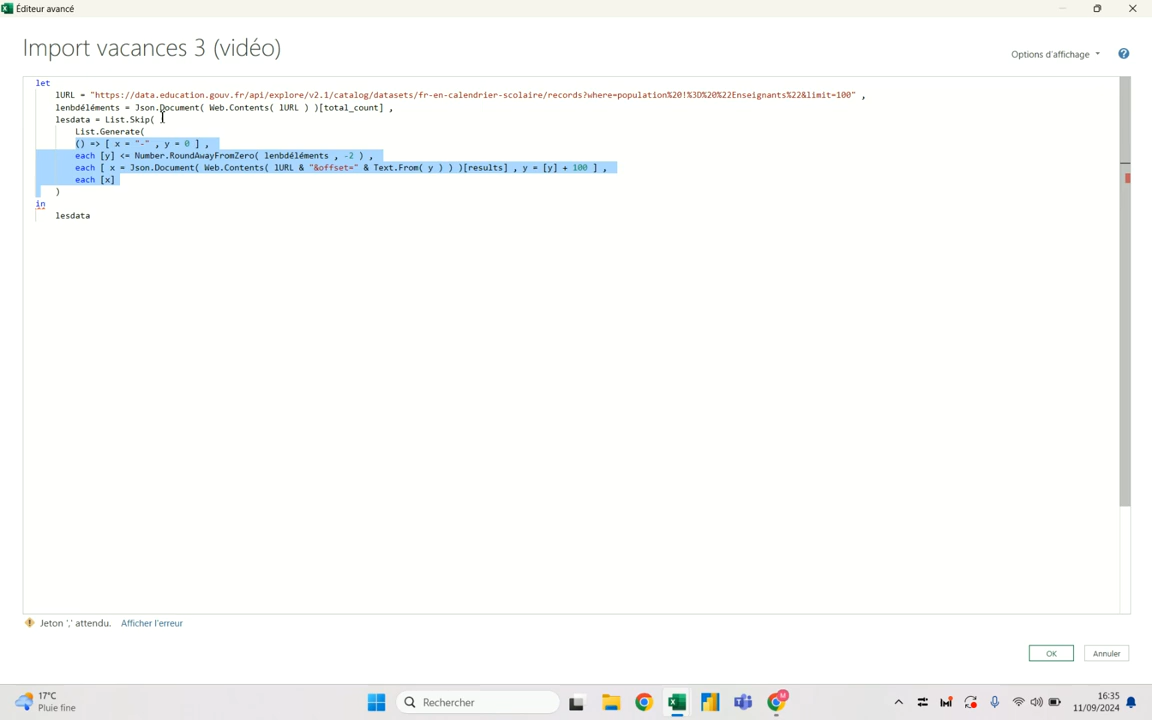 Éditeur avancé
Import vacances 3 (vidéo)
Options d'affichage
let
lURL = "https://data.education.gouv.fr/api/explore/v2.1/catalog/datasets/fr-en-calendrier-scolaire/records?where=population%20!%3D%20%22Enseignants%22&limit=100" ,
lenbdéléments = Json.Document( Web.Contents( lURL ) )[total_count] ,
lesdata = List.Skip(
List.Generate(
() => [ x = "-" , y = 0 ] ,
each [y] <= Number.RoundAwayFromZero( lenbdéléments , -2 ) ,
each [ x = Json.Document( Web.Contents( lURL & "&offset=" & Text.From( y ) ) )[results] , y = [y] + 100 ] ,
each [x]
)
in
lesdata
Jeton ',' attendu. Afficher l'erreur
OK Annuler
17°C
Pluie fine
Rechercher
16:35
11/09/2024